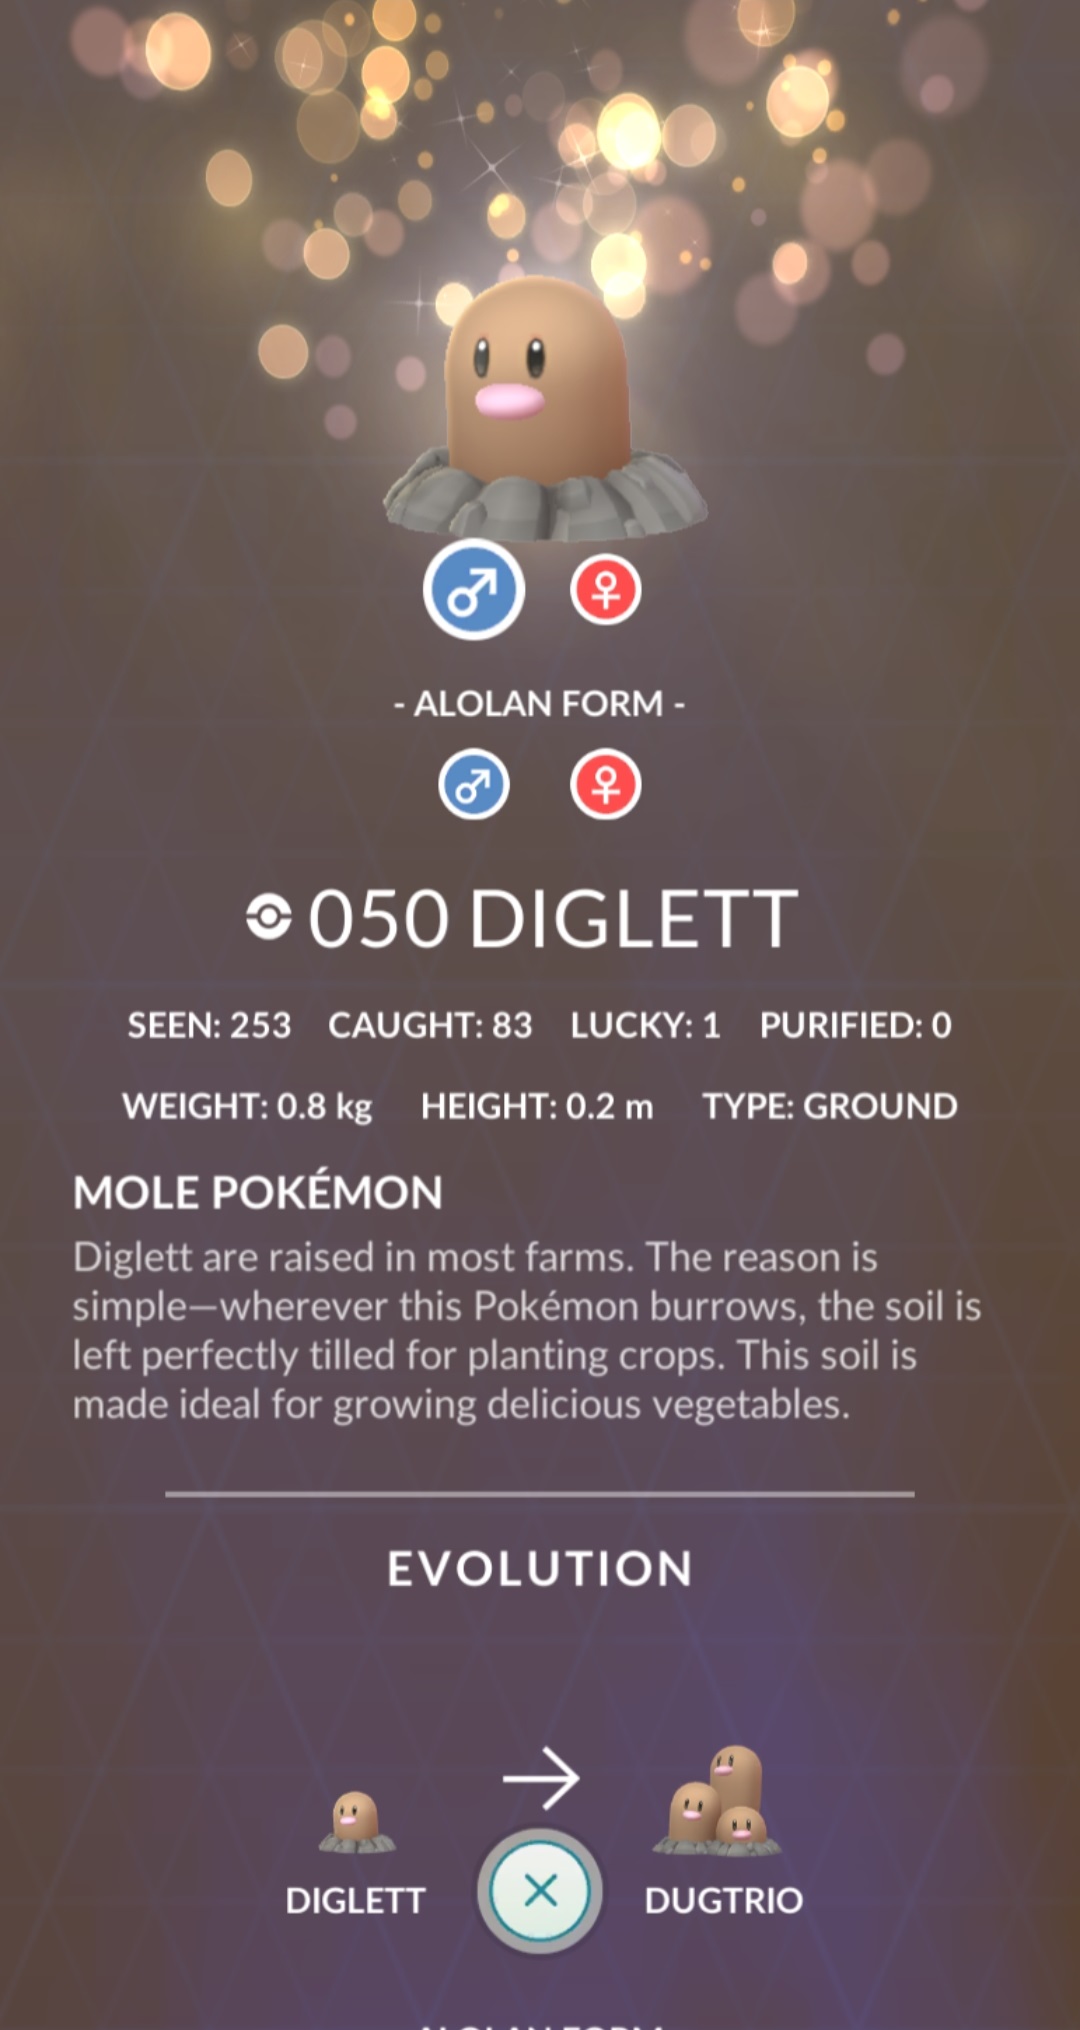 - ALOLAN FORM -
050 DIGLETT
SEEN: 253 CAUGHT: 83 LUCKY: 1 PURIFIED: 0
WEIGHT: 0.8 kg HEIGHT: 0.2 m TYPE: GROUND
MOLE POKÉMON
Diglett are raised in most farms. The reason is
simple—wherever this Pokémon burrows, the soil is
left perfectly tilled for planting crops. This soil is
made ideal for growing delicious vegetables.
EVOLUTION
DIGLETT DUGTRIO
ALOLAN FORM